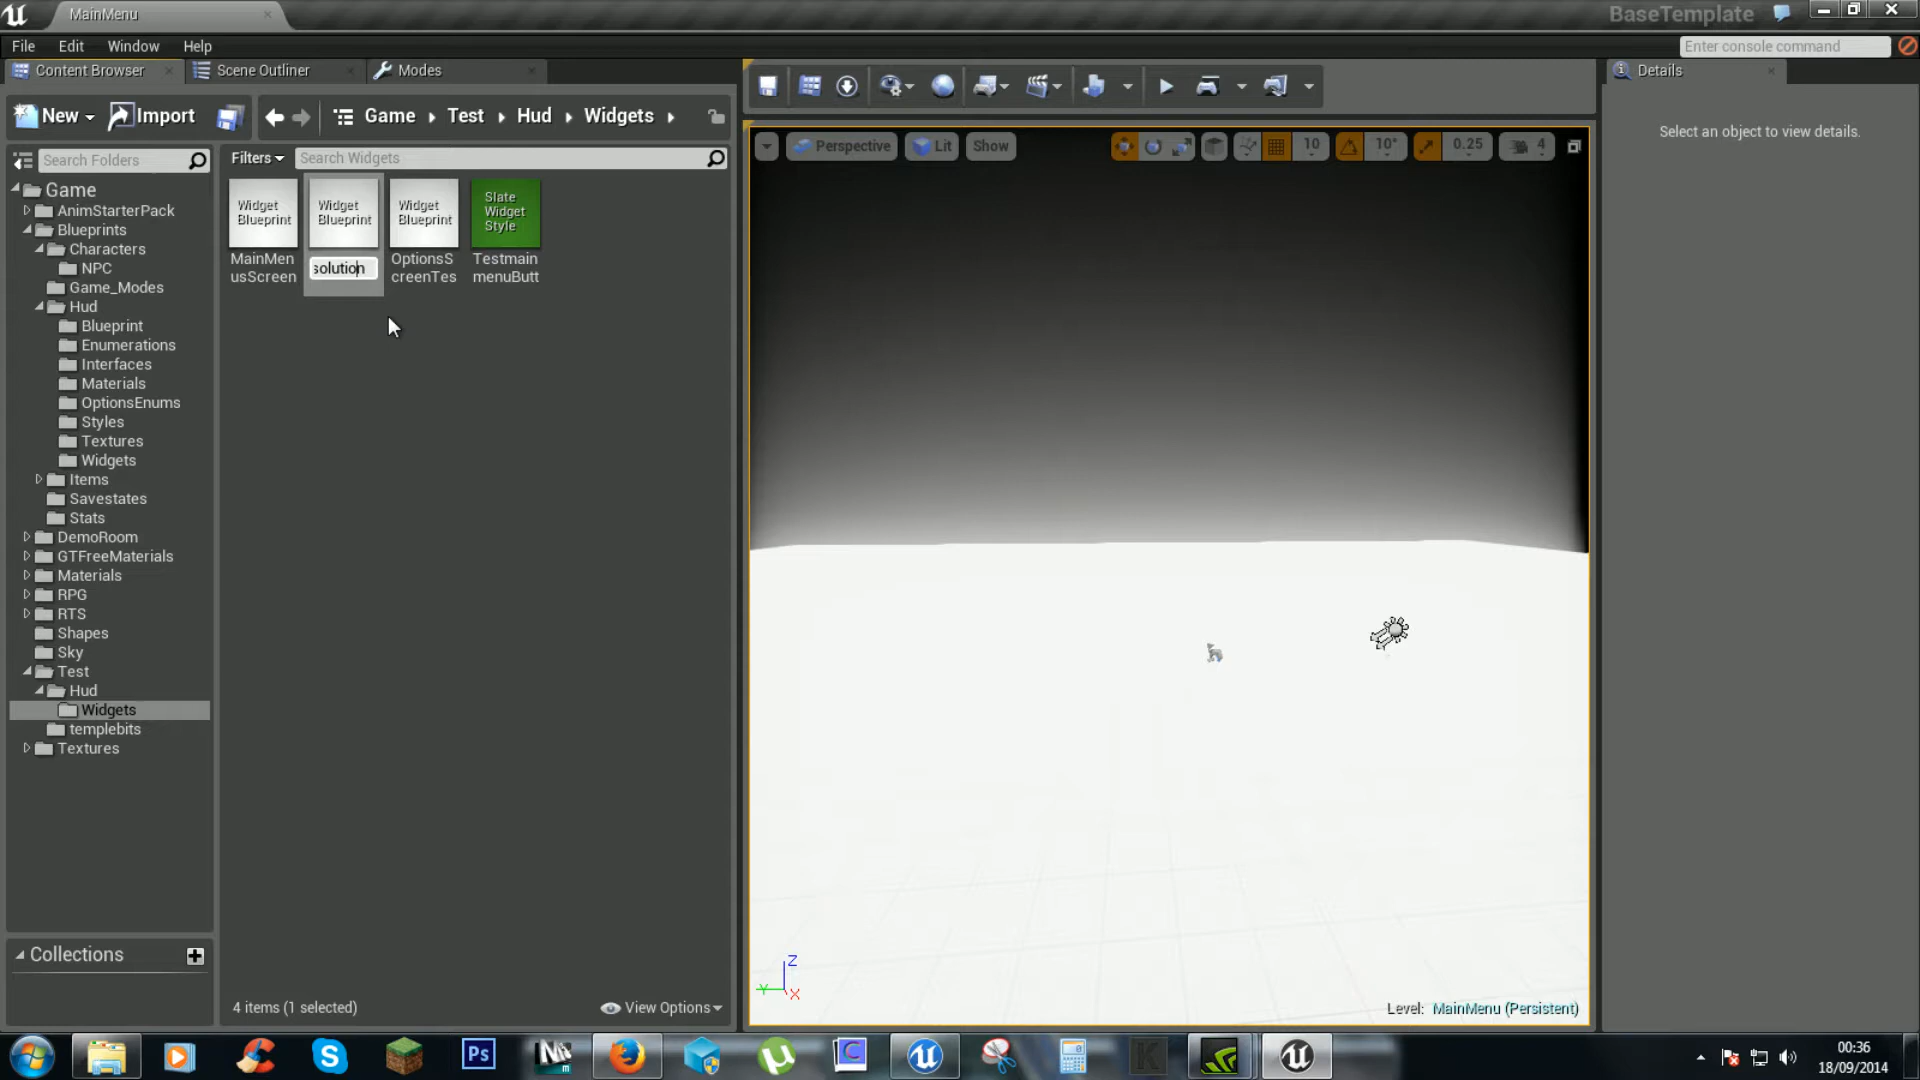 MainMenu
BaseTemplate
File Edit Window Help
Enter console command
Content Browser Scene Outliner Modes
Details
New Import Game Test Hud Widgets
Select an object to view details.
Search Folders
Filters Search Widgets
Perspective Lit Show 10 10° 0.25 4
Game
AnimStarterPack
Blueprints
Characters
NPC
Game_Modes
Hud
Blueprint
Enumerations
Interfaces
Materials
OptionsEnums
Styles
Textures
Widgets
Items
Savestates
Stats
DemoRoom
GTFreeMaterials
Materials
RPG
RTS
Shapes
Sky
Test
Hud
Widgets
templebits
Textures
Widget Blueprint
MainMenusScreen
Widget Blueprint
solution
Widget Blueprint
OptionsScreenTes
Slate Widget Style
TestmainmenuButt
Z
Y
X
Collections
4 items (1 selected) View Options
Level: MainMenu (Persistent)
Ps
00:36
18/09/2014